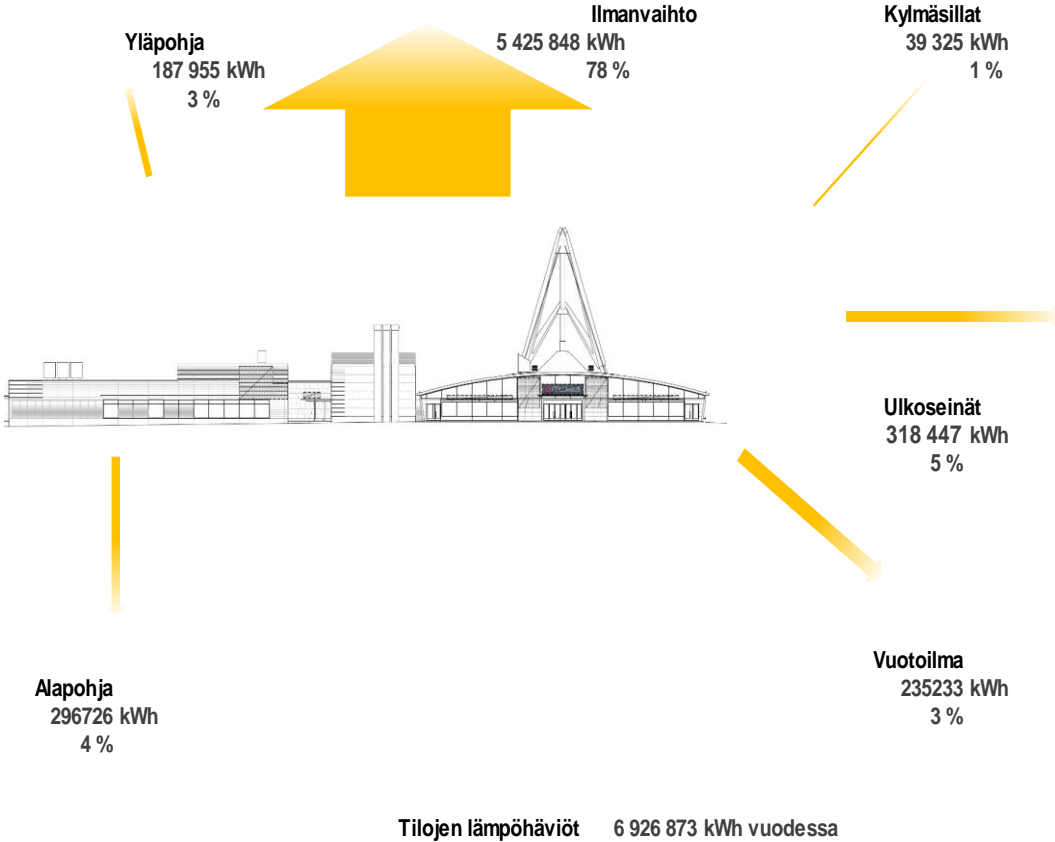 Yläpohja
187 955 kWh
3 %
Ilmanvaihto
5 425 848 kWh
78 %
Kylmäsillat
39 325 kWh
1 %
Ulkoseinät
318 447 kWh
5 %
Alapohja
296726 kWh
4 %
Vuotoilma
235233 kWh
3 %
Tilojen lämpöhäviöt 6 926 873 kWh vuodessa